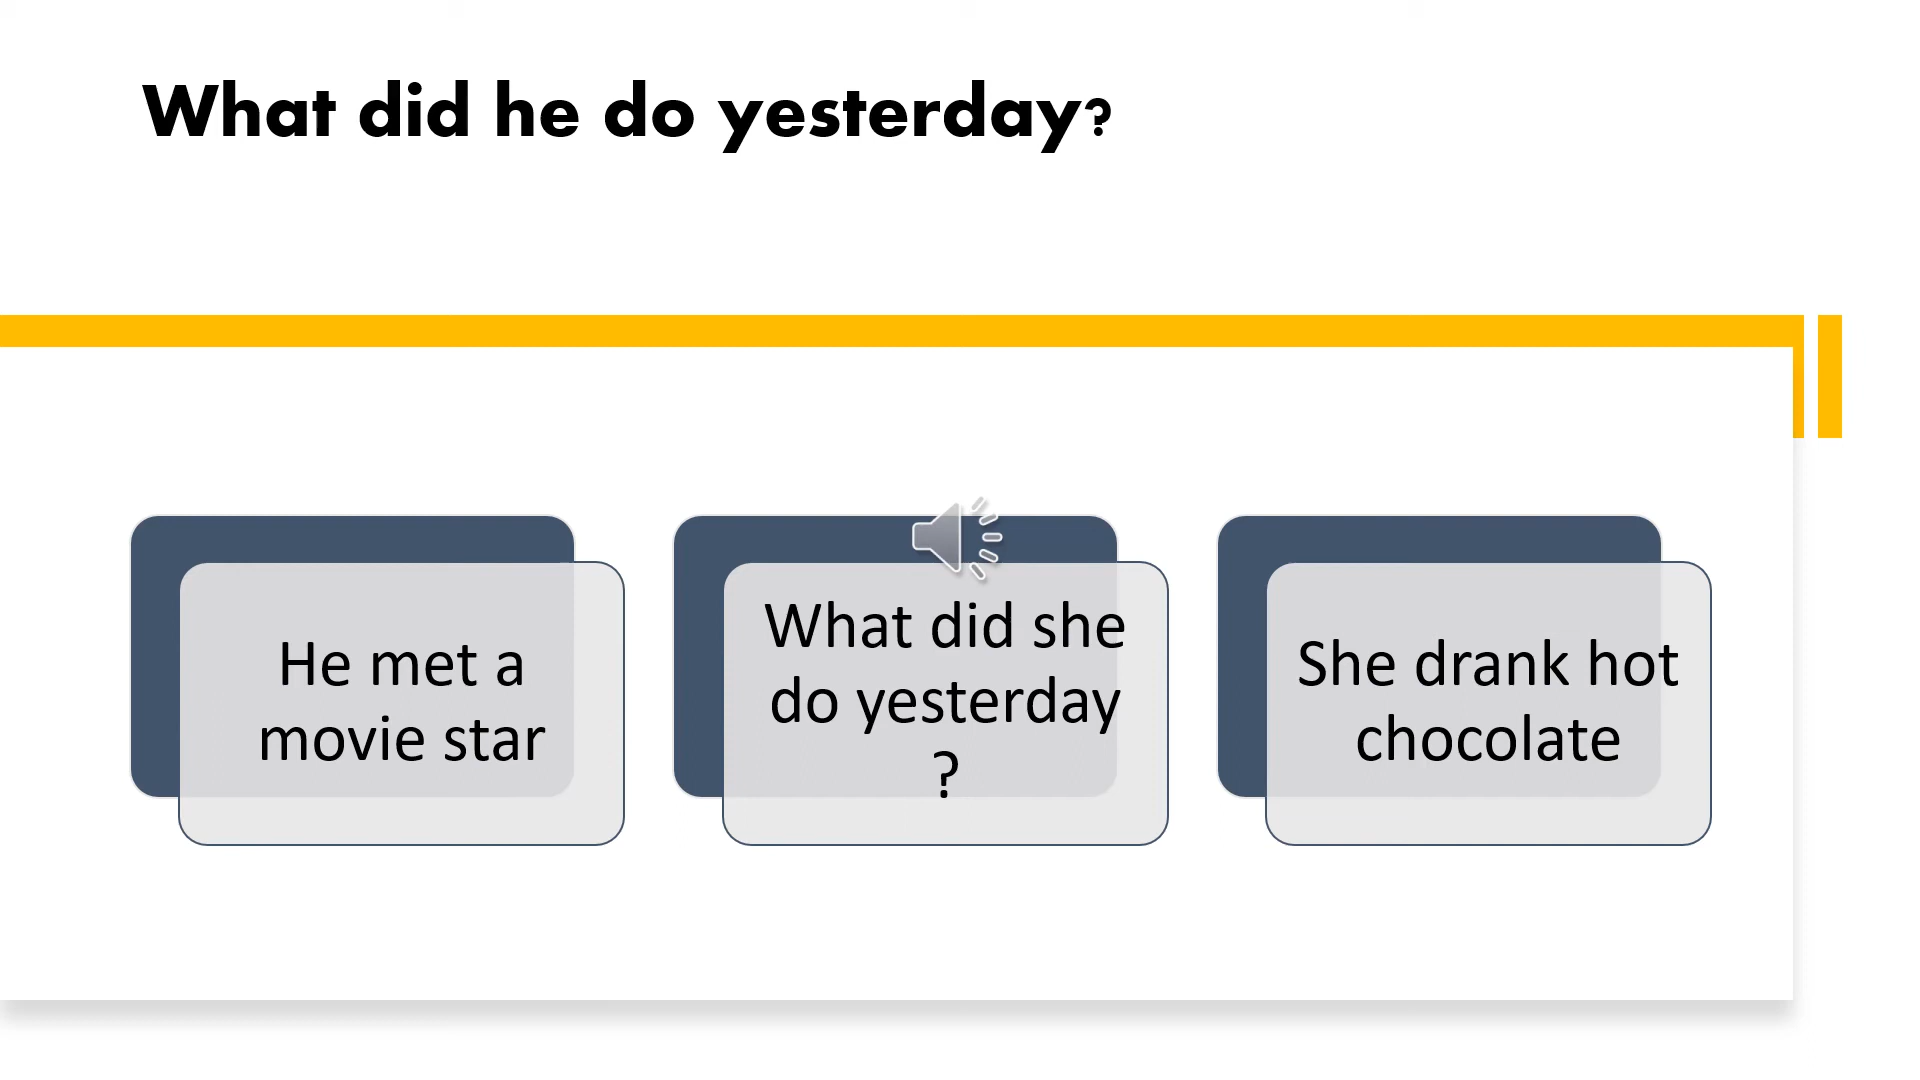 What did he do yesterday?
He met a
movie star
What did she
do yesterday
?
She drank hot
chocolate